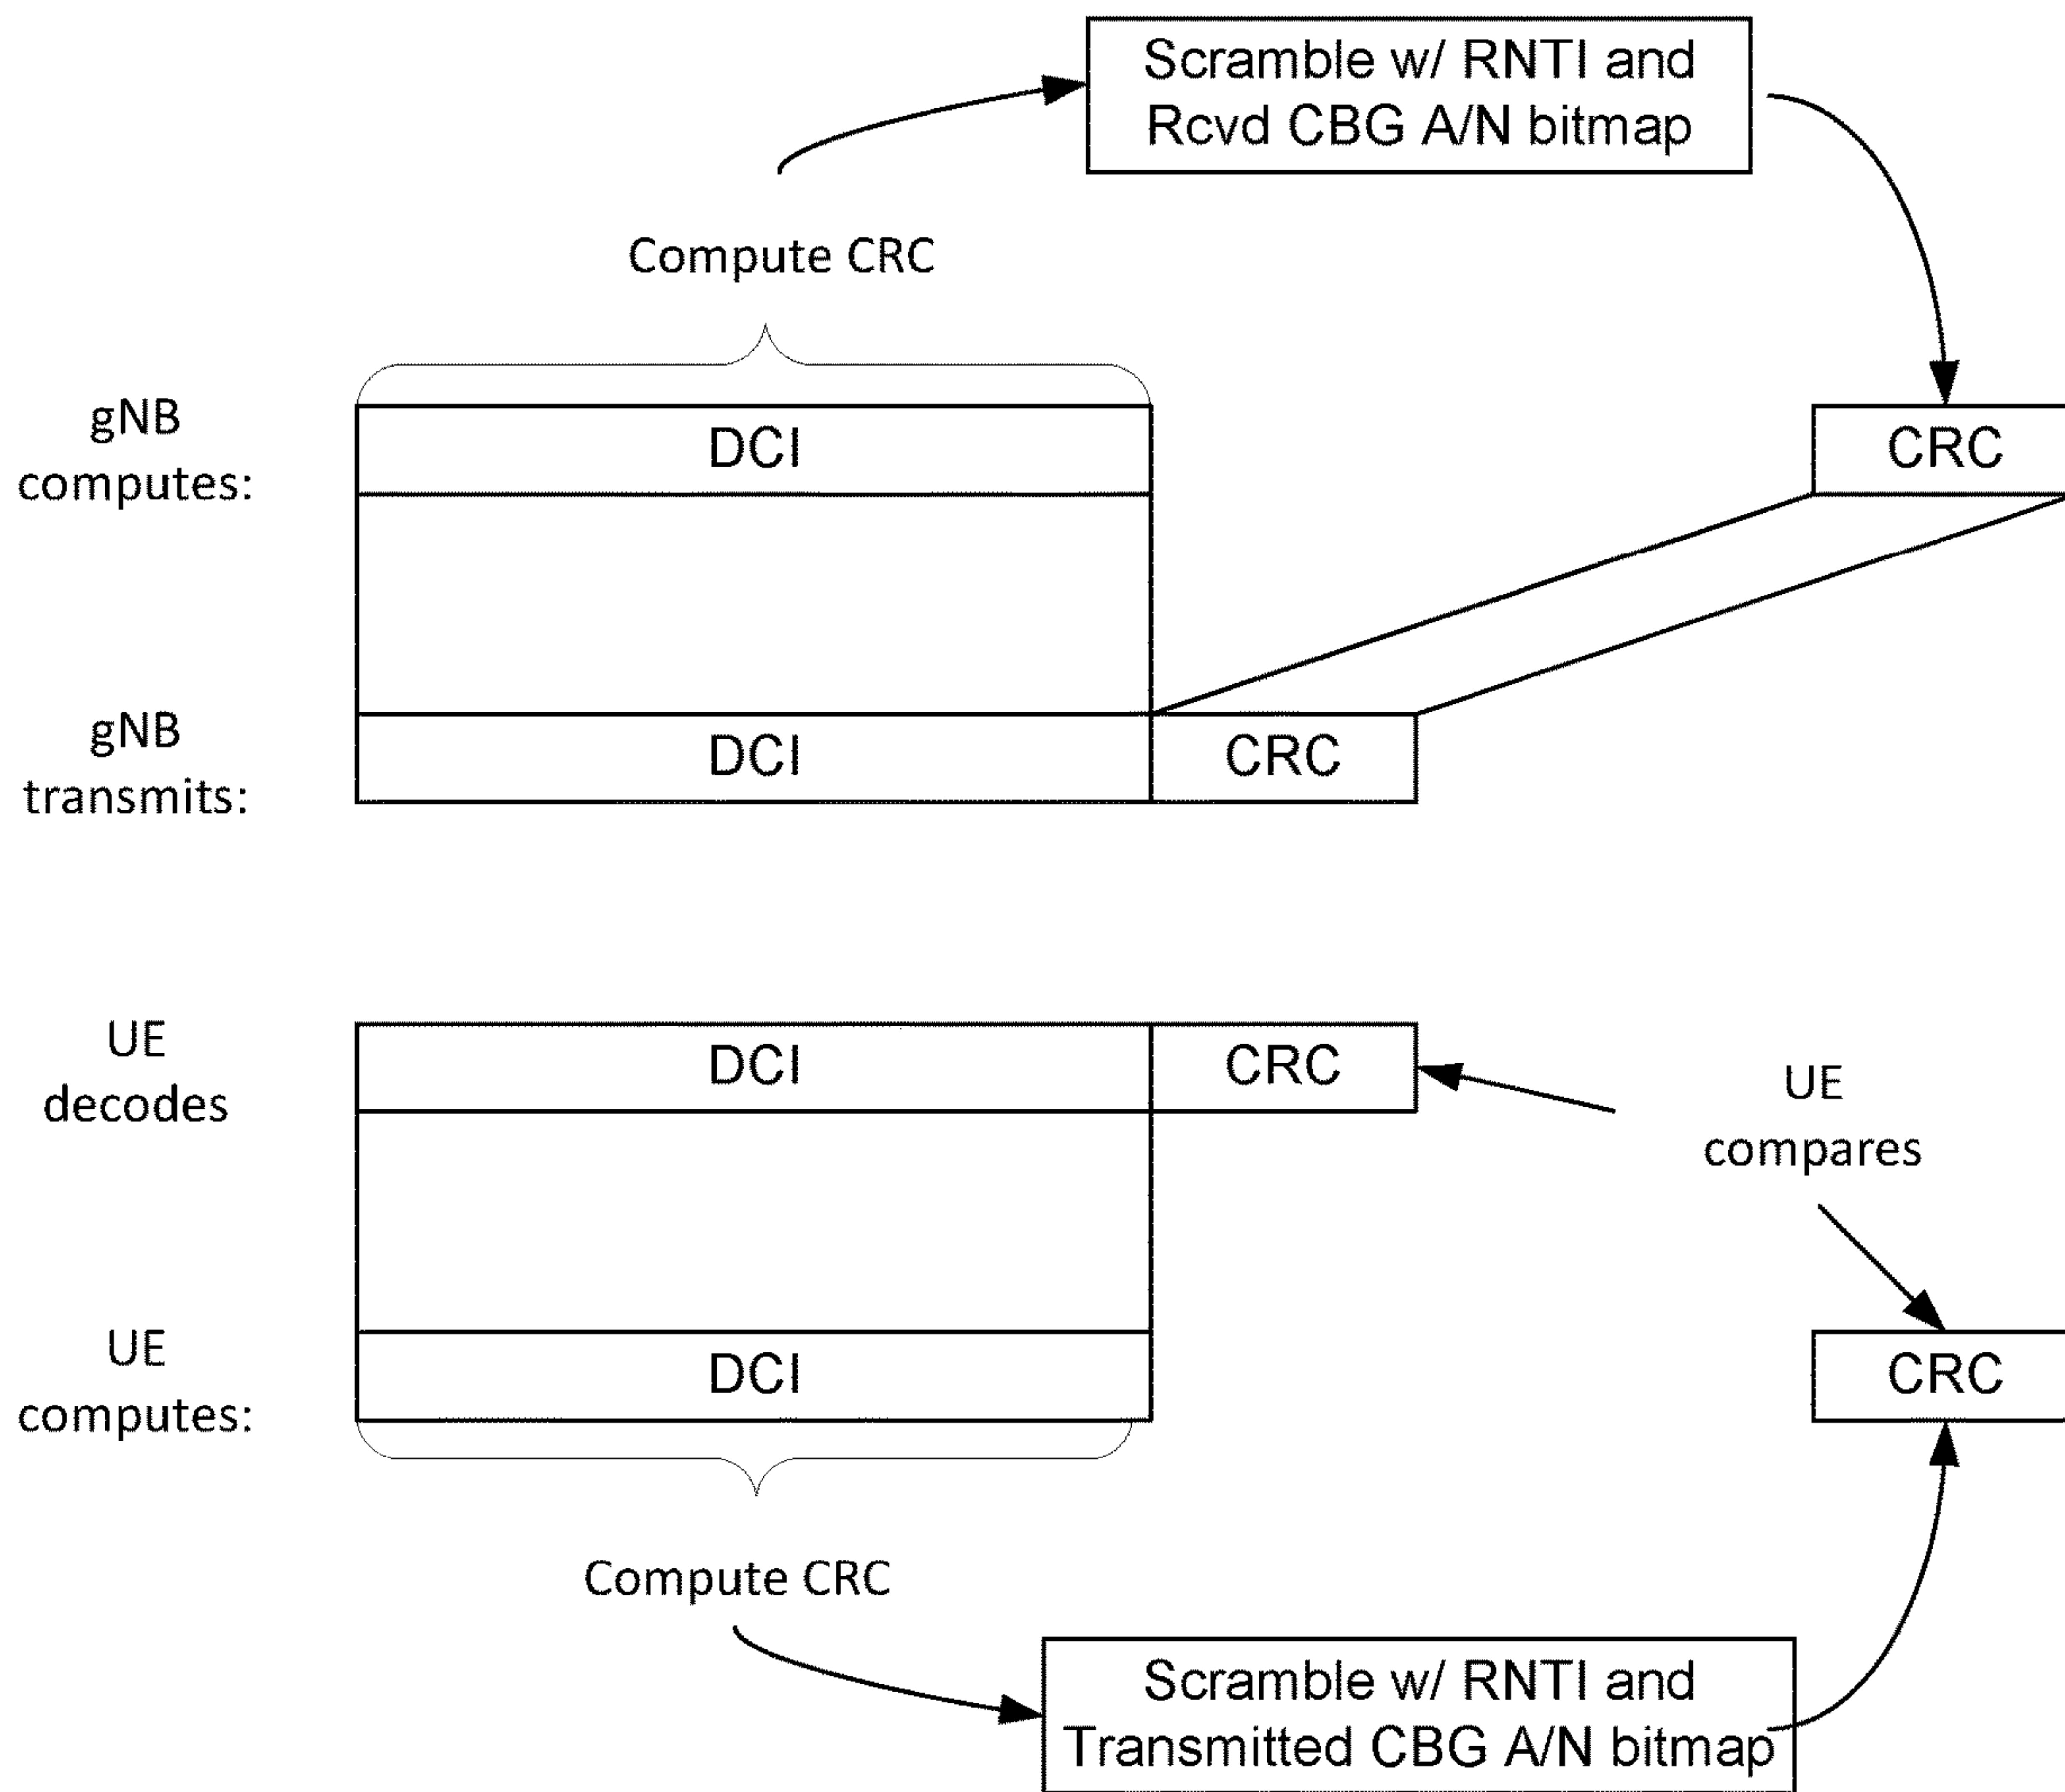 Scramble w/ RNTI and
Rcvd CBG A/N bitmap
Compute CRC
gNB
computes:
DCI
CRC
gNB
transmits:
DCI
CRC
UE
decodes
DCI
CRC
UE
compares
UE
computes:
DCI
CRC
Compute CRC
Scramble w/ RNTI and
Transmitted CBG A/N bitmap